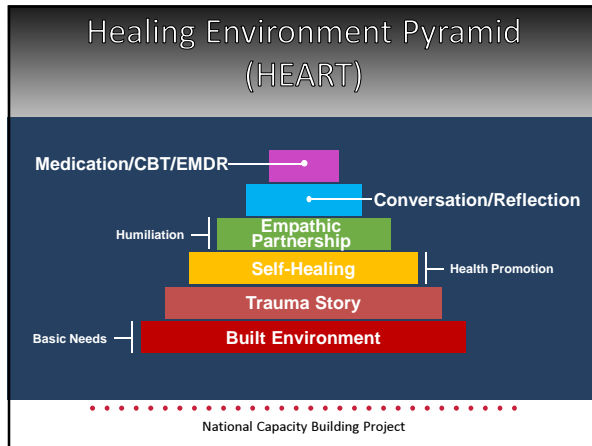 Healing Environment Pyramid
(HEART)
Medication/CBT/EMDR
Conversation/Reflection
Humiliation
Empathic
Partnership
Self-Healing
Health Promotion
Trauma Story
Basic Needs
Built Environment
National Capacity Building Project